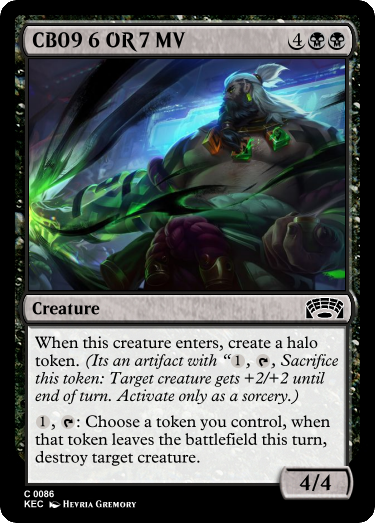 CB09 6 OR 7 MV 4
Creature
When this creature enters, create a halo
token. (Its an artifact with “1, , Sacrifice
this token: Target creature gets +2/+2 until
end of turn. Activate only as a sorcery.)
1, : Choose a token you control, when
that token leaves the battlefield this turn,
destroy target creature.
4/4
C 0086
KEC Hevria Gremory